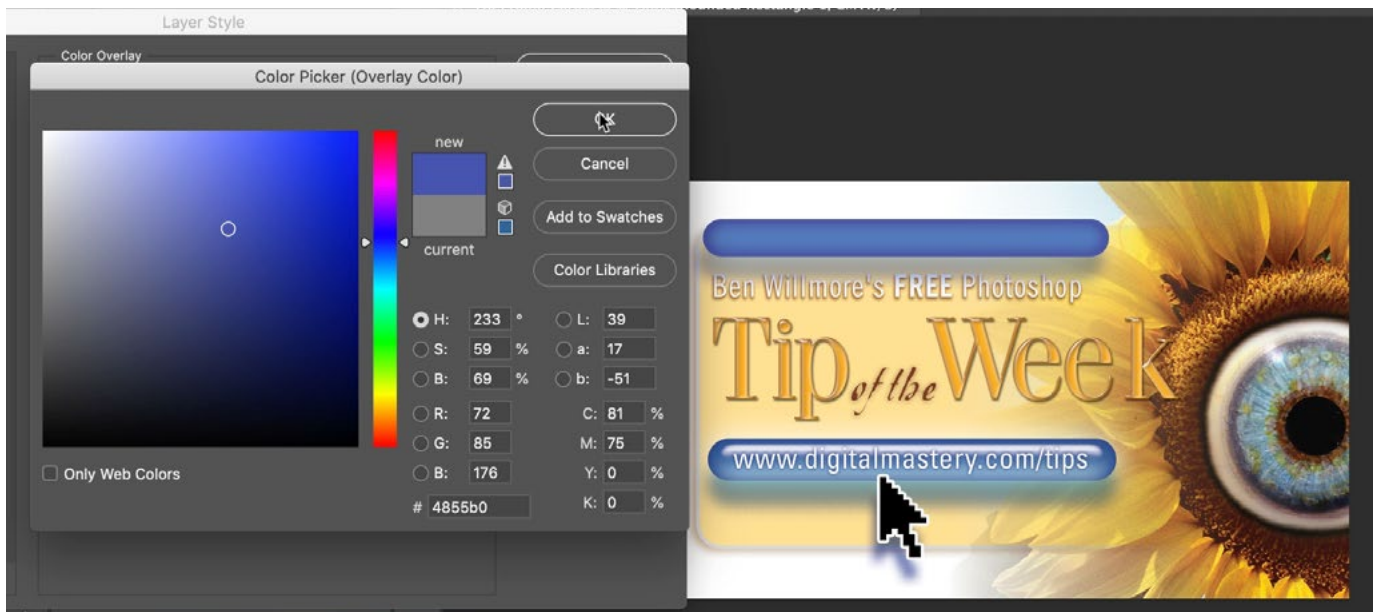 Layer Style
Color Overlay
Color Picker (Overlay Color)
new
current
OK
Cancel
Add to Swatches
Color Libraries
H: 233 °
S: 59 %
B: 69 %
R: 72
G: 85
B: 176
# 4855b0
L: 39
a: 17
b: -51
C: 81 %
M: 75 %
Y: 0 %
K: 0 %
Only Web Colors
Ben Willmore's FREE Photoshop
Tip of the Week
www.digitalmastery.com/tips